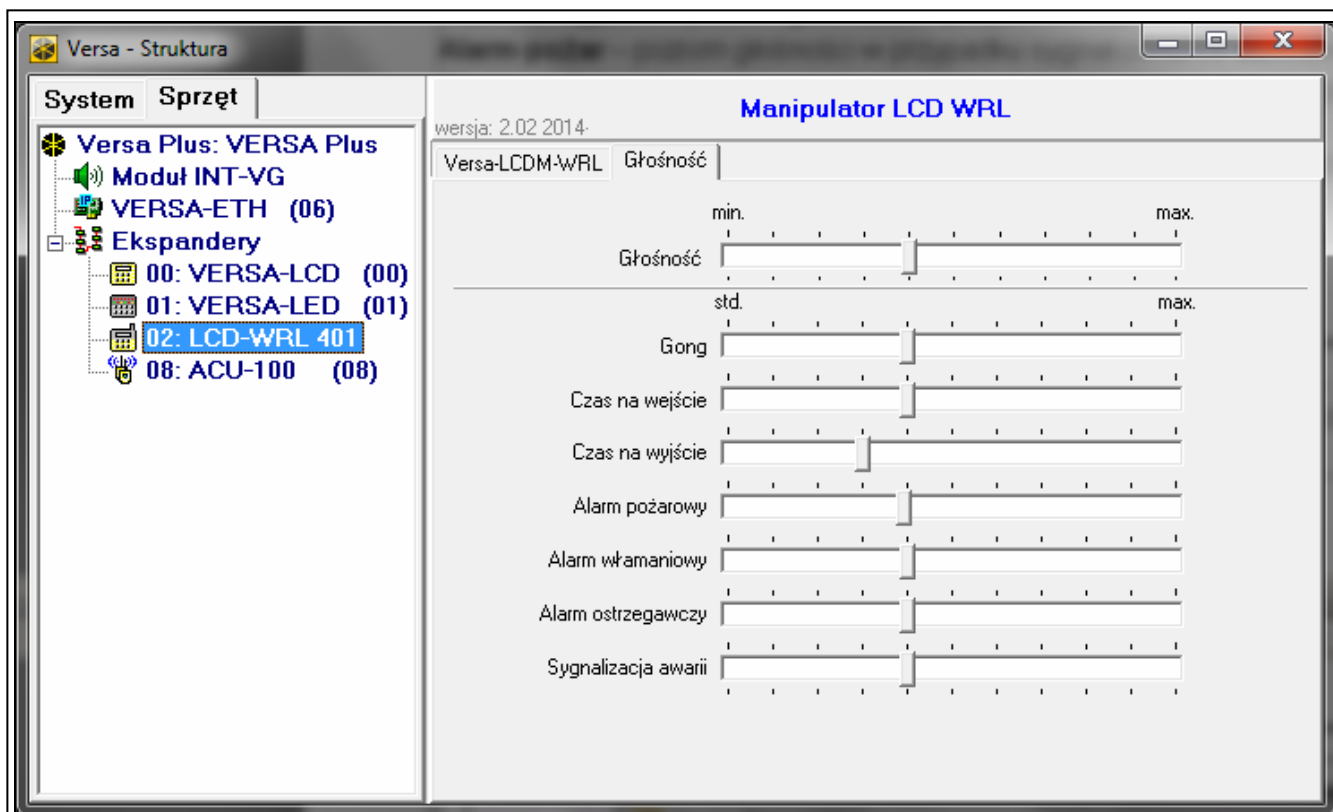 Versa - Struktura
System Sprzęt
Versa Plus: VERSA Plus
Moduł INT-VG
VERSA-ETH (06)
Ekspandery
00: VERSA-LCD (00)
01: VERSA-LED (01)
02: LCD-WRL 401
08: ACU-100 (08)
Manipulator LCD WRL
wersja: 2.02 2014-
Versa-LCDM-WRL Głośność
min. max.
Głośność
std. max.
Gong
Czas na wejście
Czas na wyjście
Alarm pożarowy
Alarm włamaniowy
Alarm ostrzegawczy
Sygnalizacja awarii